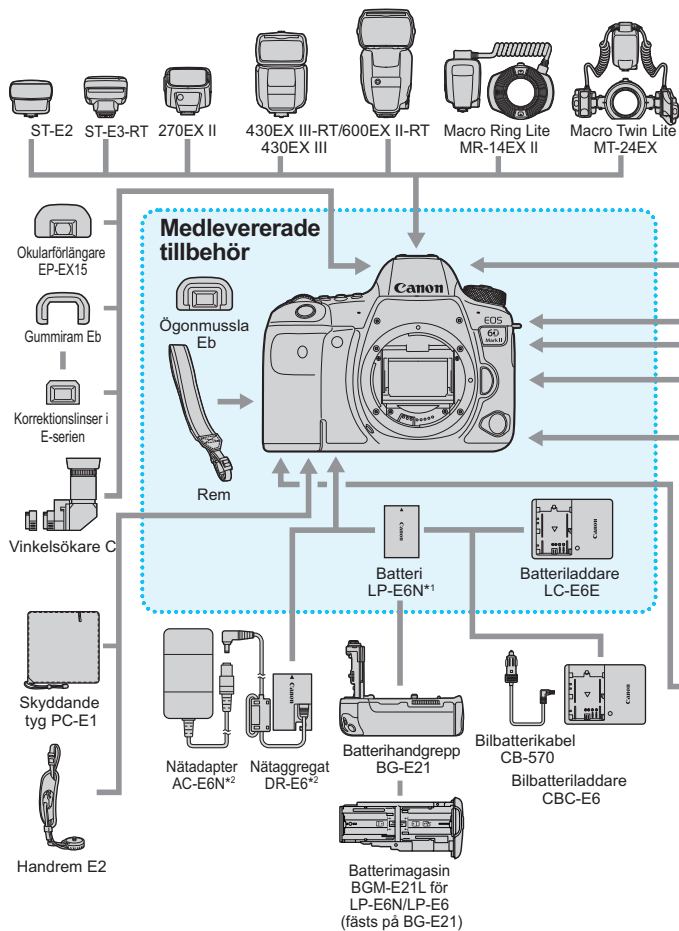 ST-E2
ST-E3-RT
270EX II
430EX III-RT/600EX II-RT
430EX III
Macro Ring Lite
MR-14EX II
Macro Twin Lite
MT-24EX
Okularförlängare
EP-EX15
Gummiram Eb
Korrektionslinser i
E-serien
Vinkelsökare C
Skyddande
tyg PC-E1
Handrem E2
Medlevererade
tillbehör
Ögonmussla
Eb
Rem
Canon
EOS
6D
Mark II
Canon
Batteri
LP-E6N*1
Canon
Batteriladdare
LC-E6E
Nätadapter
AC-E6N*2
Canon
Nätaggregat
DR-E6*2
Batterihandgrepp
BG-E21
Batterimagasin
BGM-E21L för
LP-E6N/LP-E6
(fästs på BG-E21)
Bilbatterikabel
CB-570
Canon
Bilbatteriladdare
CBC-E6